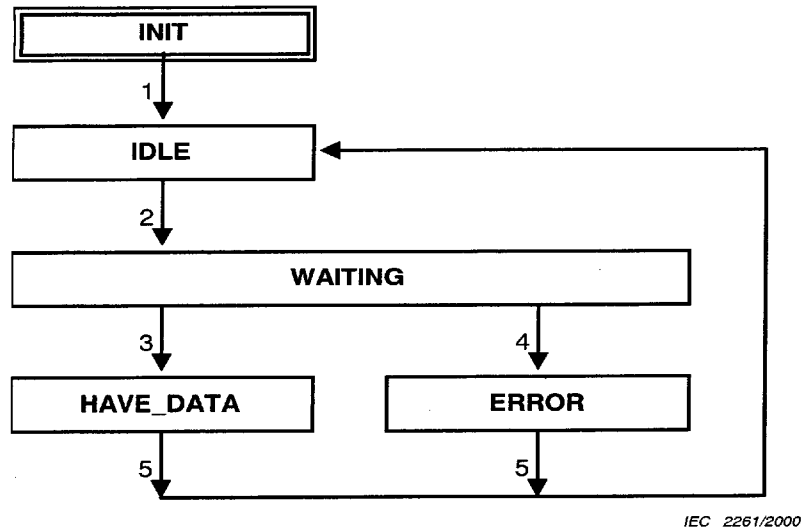 INIT
1
IDLE
2
WAITING
3
4
HAVE_DATA
ERROR
5
5
IEC 2261/2000